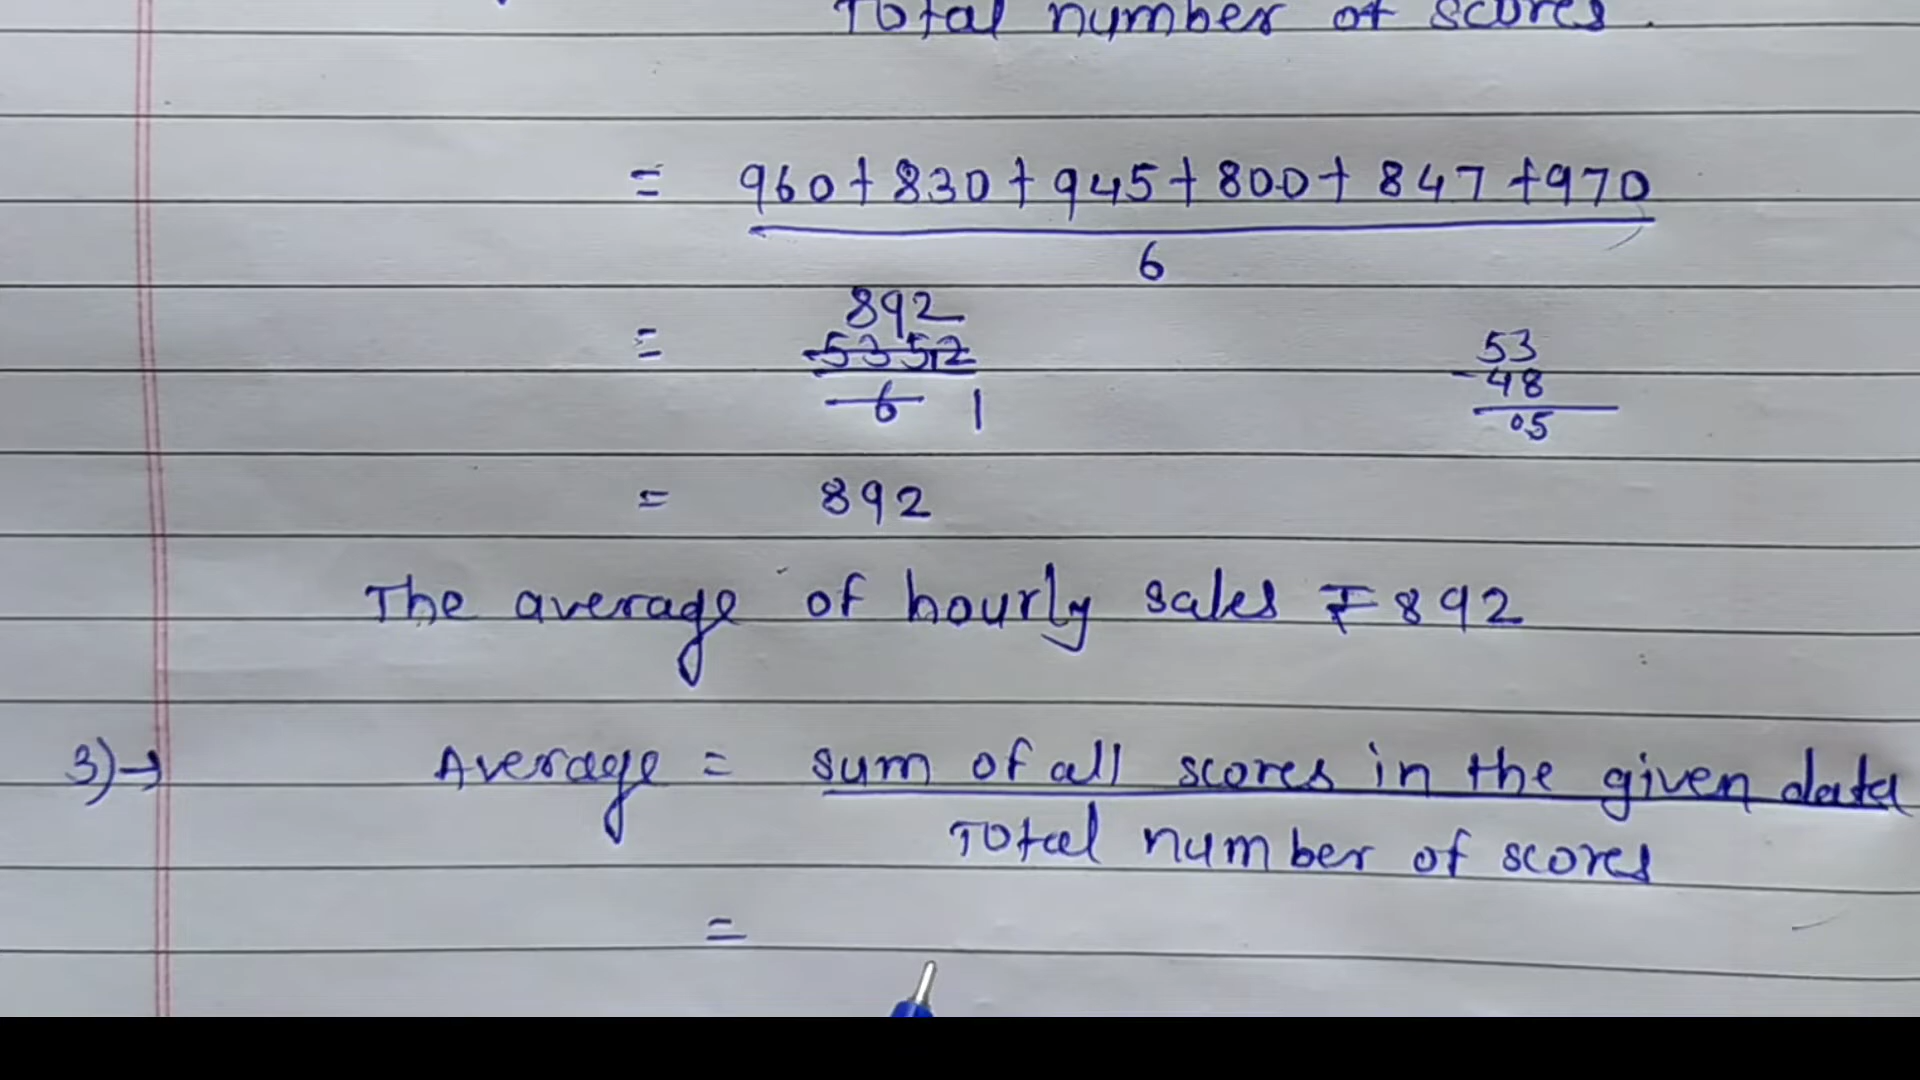 Total number of scores.
= 960+830+945+800+847+970
6
892
= 5352
6 1
53
-48
05
= 892
The average of hourly sales ₹892
3)→ Average = sum of all scores in the given data
Total number of scores
=